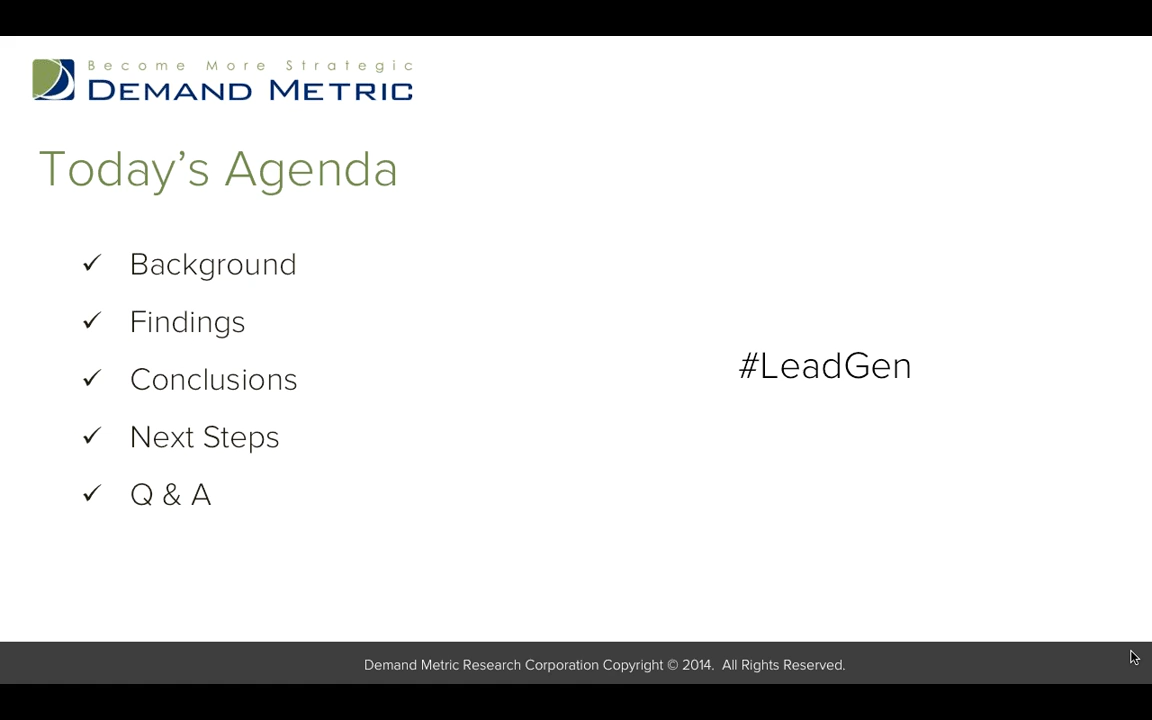 Become More Strategic
DEMAND METRIC
Today's Agenda
✓ Background
✓ Findings
✓ Conclusions
✓ Next Steps
✓ Q & A
#LeadGen
Demand Metric Research Corporation Copyright © 2014. All Rights Reserved.